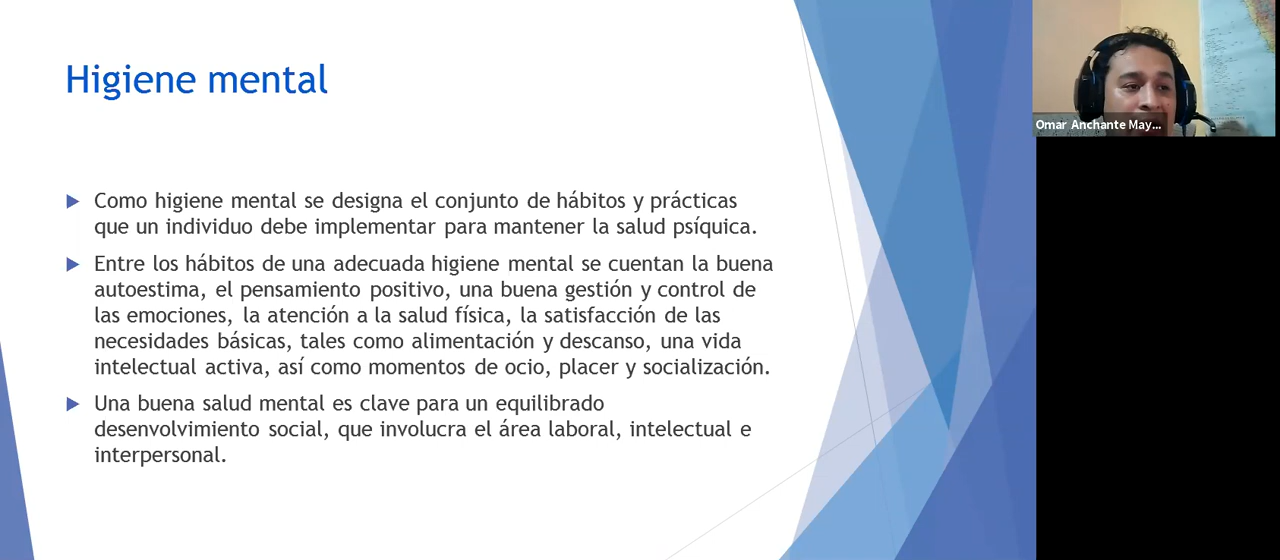 Higiene mental
Como higiene mental se designa el conjunto de hábitos y prácticas
que un individuo debe implementar para mantener la salud psíquica.
Entre los hábitos de una adecuada higiene mental se cuentan la buena
autoestima, el pensamiento positivo, una buena gestión y control de
las emociones, la atención a la salud física, la satisfacción de las
necesidades básicas, tales como alimentación y descanso, una vida
intelectual activa, así como momentos de ocio, placer y socialización.
Una buena salud mental es clave para un equilibrado
desenvolvimiento social, que involucra el área laboral, intelectual e
interpersonal.
Omar Anchante May...